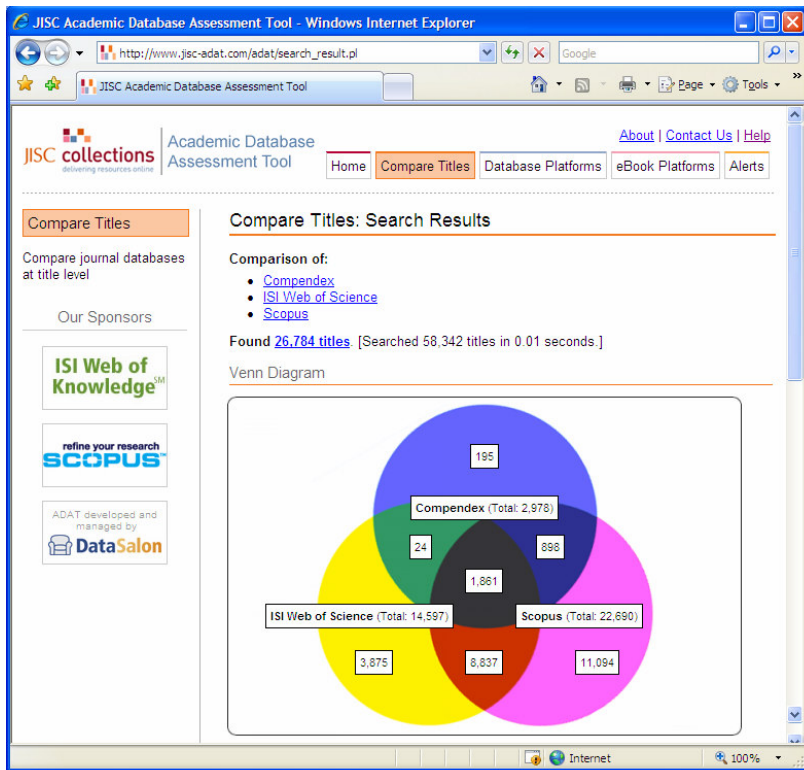 JISC Academic Database Assessment Tool - Windows Internet Explorer
http://www.jisc-adat.com/adat/search_result.pl
Google
JISC Academic Database Assessment Tool
Page
Tools
»
About | Contact Us | Help
JISC collections
delivering resources online
Academic Database
Assessment Tool
Home
Compare Titles
Database Platforms
eBook Platforms
Alerts
Compare Titles
Compare journal databases
at title level
Our Sponsors
ISI Web of
Knowledge SM
refine your research
SCOPUS™
ADAT developed and
managed by
DataSalon
Compare Titles: Search Results
Comparison of:
• Compendex
• ISI Web of Science
• Scopus
Found 26,784 titles. [Searched 58,342 titles in 0.01 seconds.]
Venn Diagram
195
Compendex (Total: 2,978)
24
898
1,861
ISI Web of Science (Total: 14,597)
Scopus (Total: 22,690)
3,875
8,837
11,094
Internet
100%